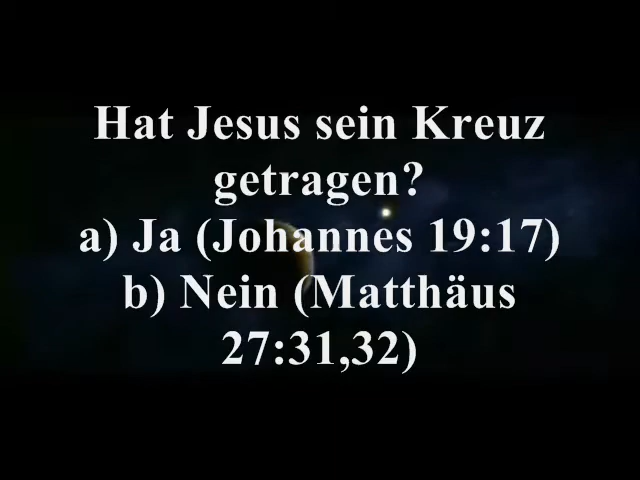 Hat Jesus sein Kreuz
getragen?
a) Ja (Johannes 19:17)
b) Nein (Matthäus
27:31,32)